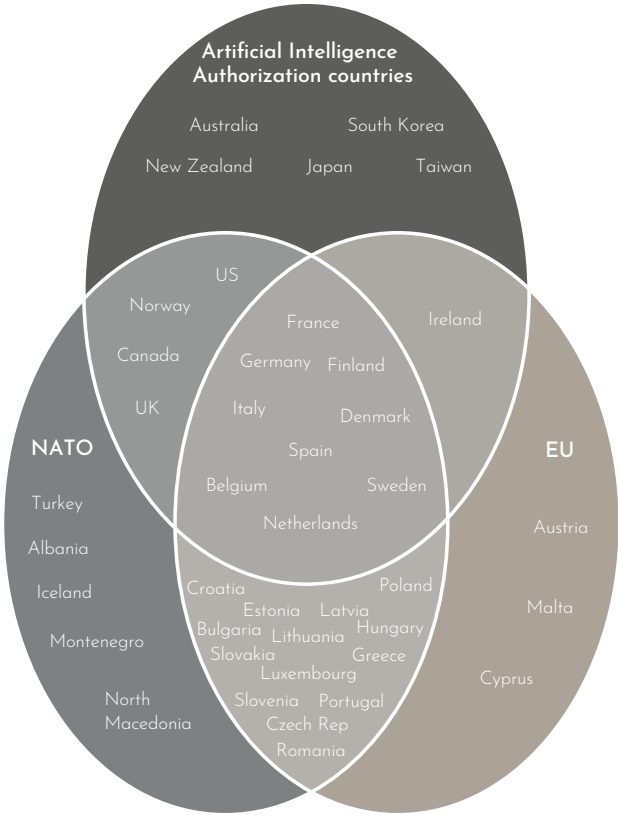 Artificial Intelligence
Authorization countries
Australia
South Korea
New Zealand
Japan
Taiwan
US
Norway
Canada
UK
France
Germany
Finland
Italy
Denmark
Spain
Belgium
Sweden
Netherlands
Ireland
NATO
Turkey
Albania
Iceland
Montenegro
North
Macedonia
EU
Austria
Malta
Cyprus
Croatia
Poland
Estonia
Latvia
Bulgaria
Lithuania
Hungary
Slovakia
Greece
Luxembourg
Slovenia
Portugal
Czech Rep
Romania